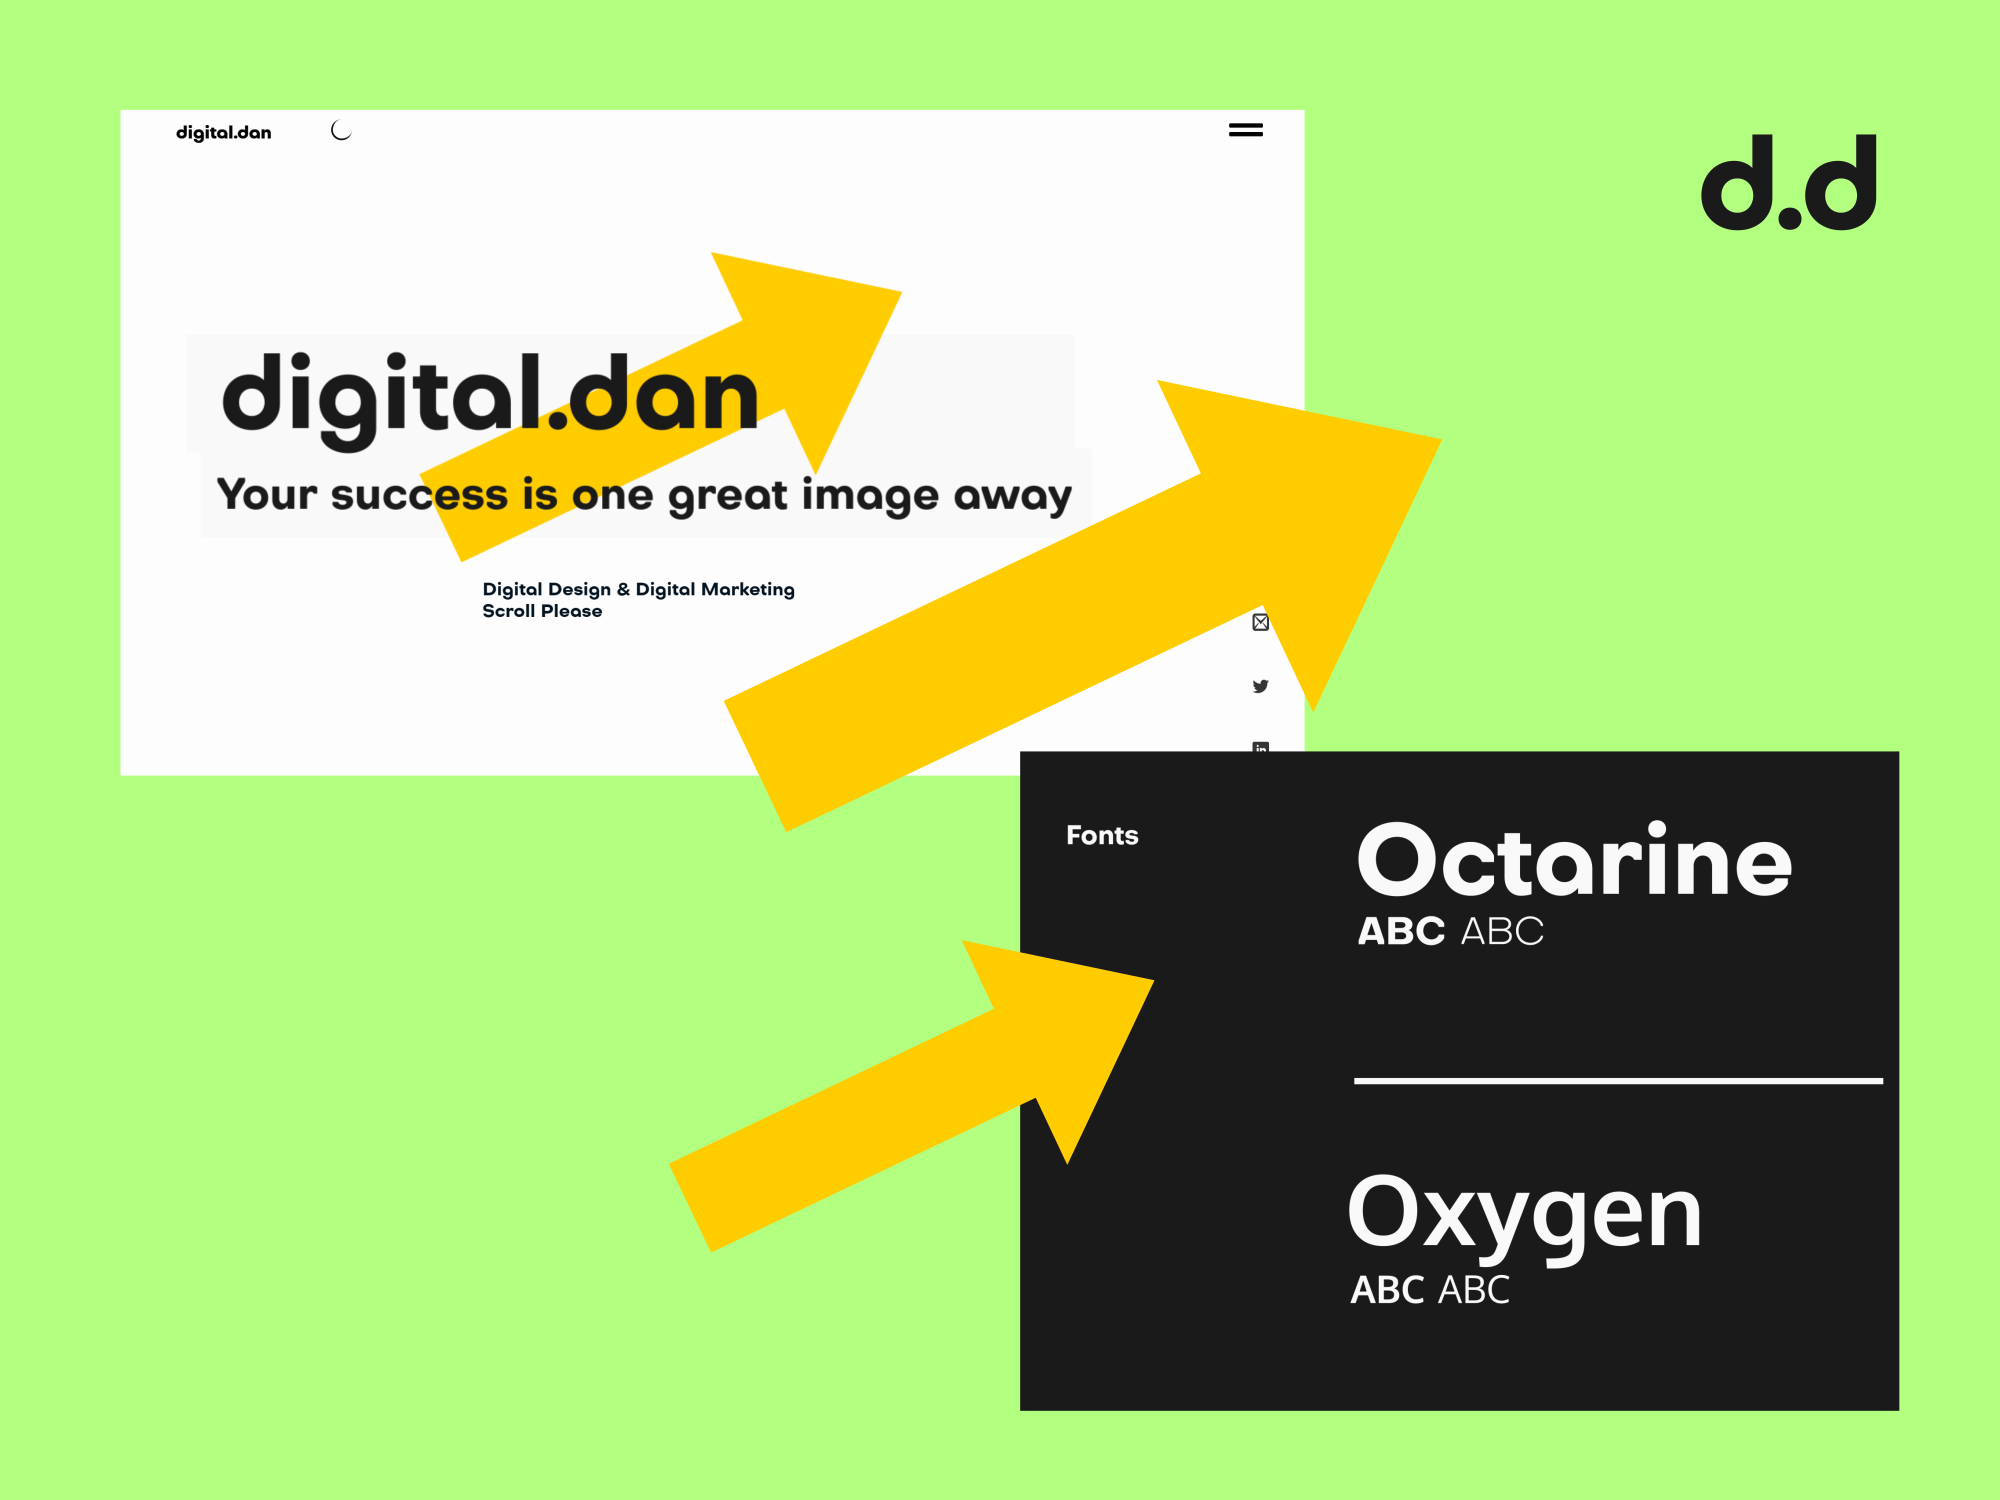 digital.dan
d.d
digital.dan
Your success is one great image away
Digital Design & Digital Marketing
Scroll Please
in
Fonts
Octarine
ABC ABC
Oxygen
ABC ABC